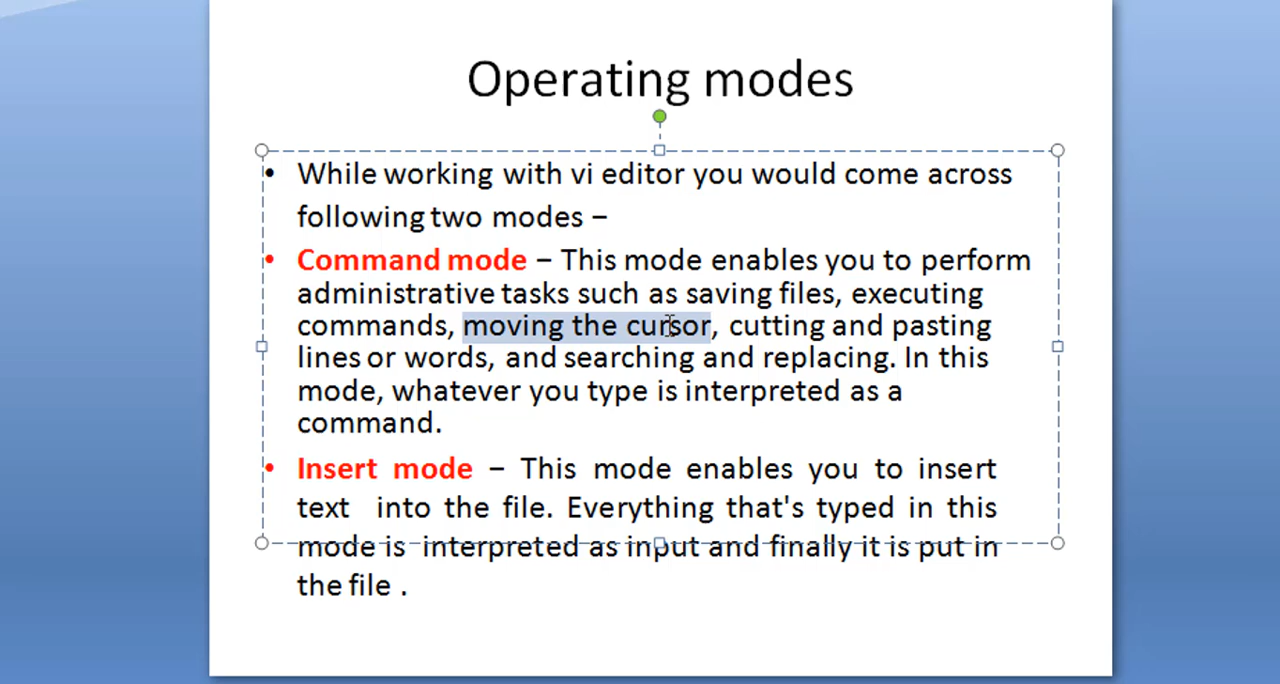 Operating modes
• While working with vi editor you would come across
following two modes –
• Command mode – This mode enables you to perform
administrative tasks such as saving files, executing
commands, moving the cursor, cutting and pasting
lines or words, and searching and replacing. In this
mode, whatever you type is interpreted as a
command.
• Insert mode – This mode enables you to insert
text into the file. Everything that's typed in this
mode is interpreted as input and finally it is put in
the file .